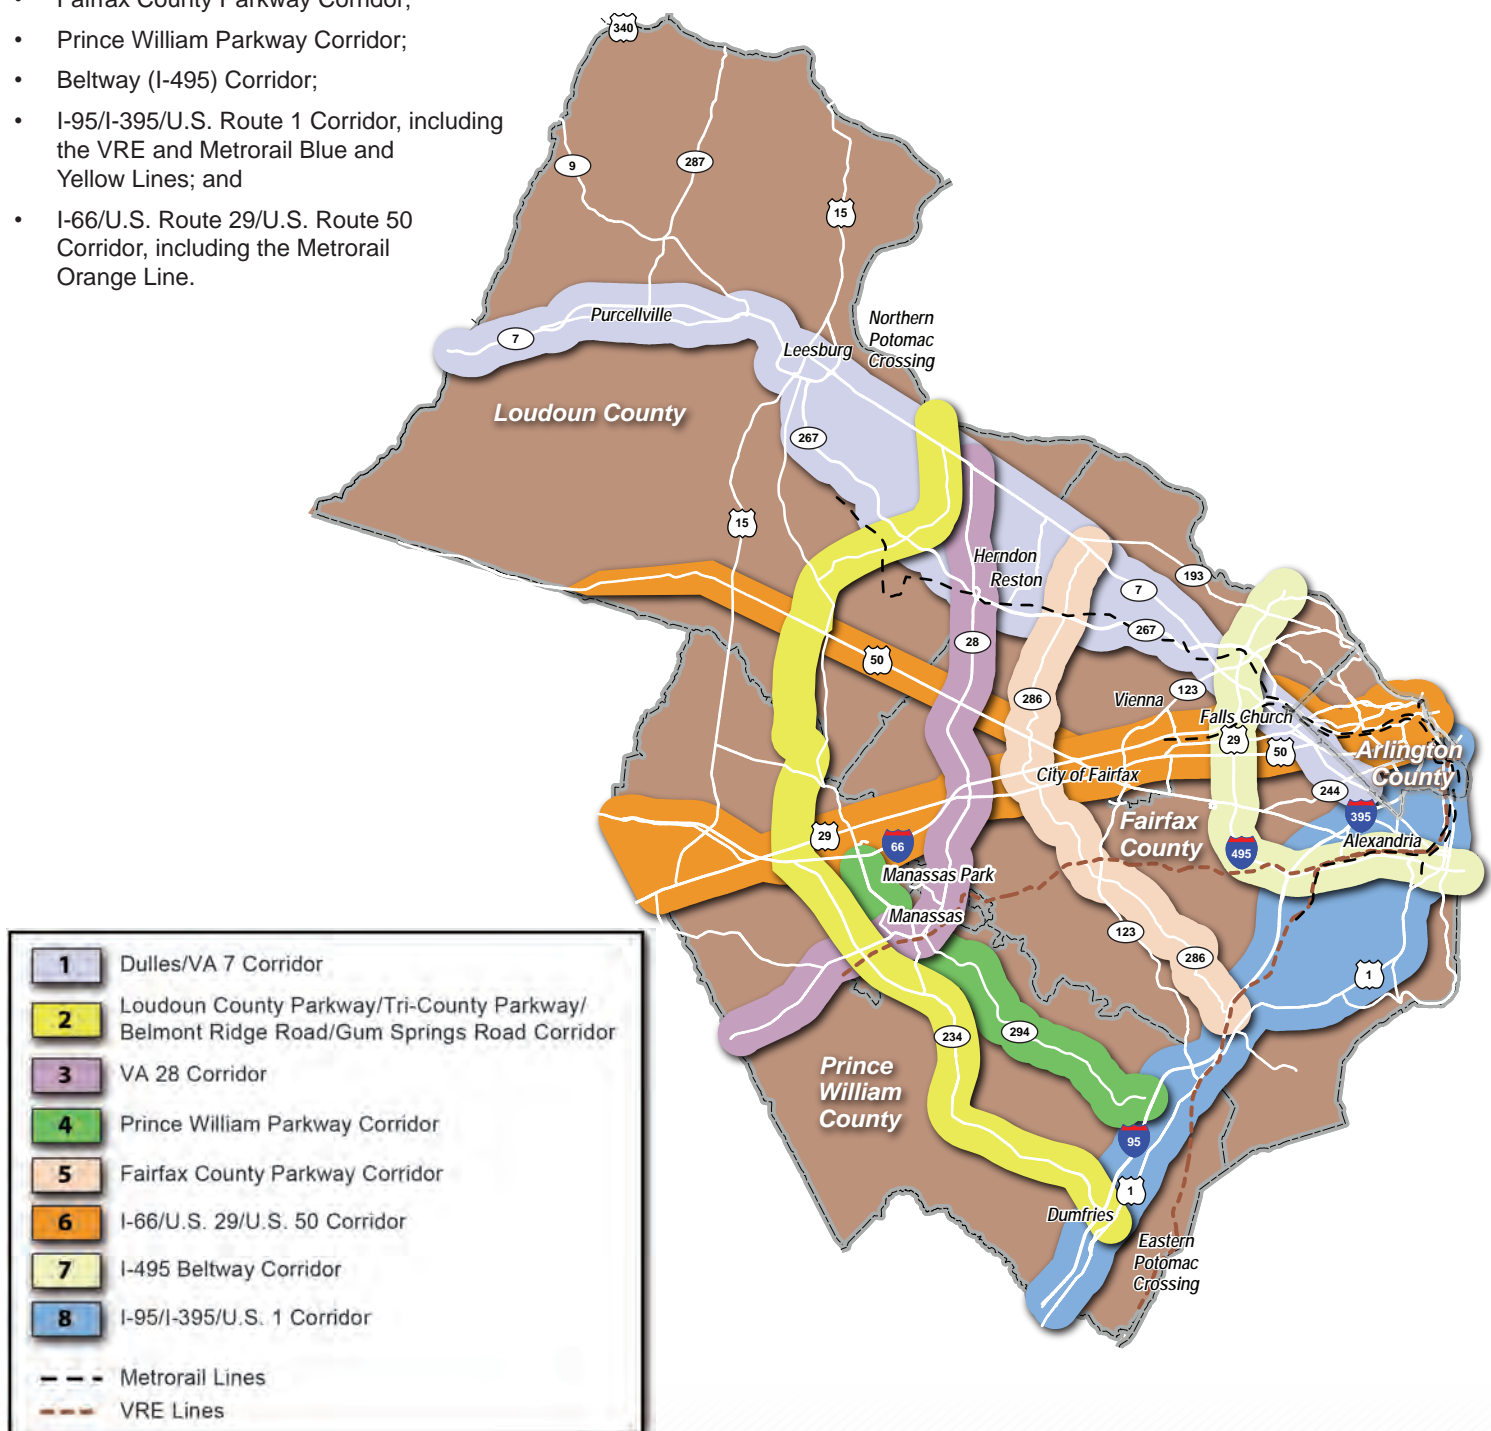 • Fairfax County Parkway Corridor;
• Prince William Parkway Corridor;
• Beltway (I-495) Corridor;
• I-95/I-395/U.S. Route 1 Corridor, including
the VRE and Metrorail Blue and
Yellow Lines; and
• I-66/U.S. Route 29/U.S. Route 50
Corridor, including the Metrorail
Orange Line.
340
9
287
15
Purcellville
7
Leesburg
Northern
Potomac
Crossing
Loudoun County
267
15
Herndon
Reston
193
7
267
28
50
286
Vienna
123
Falls Church
29
50
Arlington
County
City of Fairfax
244
395
Fairfax
County
29
66
495
Alexandria
Manassas Park
Manassas
123
286
1
294
234
Prince
William
County
95
1
Dumfries
Eastern
Potomac
Crossing
1 Dulles/VA 7 Corridor
2 Loudoun County Parkway/Tri-County Parkway/
Belmont Ridge Road/Gum Springs Road Corridor
3 VA 28 Corridor
4 Prince William Parkway Corridor
5 Fairfax County Parkway Corridor
6 I-66/U.S. 29/U.S. 50 Corridor
7 I-495 Beltway Corridor
8 I-95/I-395/U.S. 1 Corridor
Metrorail Lines
VRE Lines